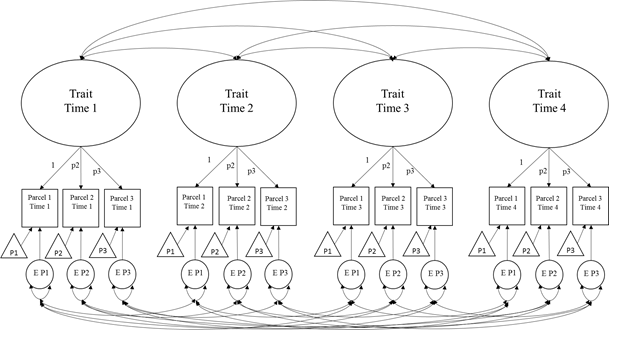 Trait
Time 1
Trait
Time 2
Trait
Time 3
Trait
Time 4
1 p2 p3
1 p2 p3
1 p2 p3
1 p2 p3
Parcel 1
Time 1
Parcel 2
Time 1
Parcel 3
Time 1
Parcel 1
Time 2
Parcel 2
Time 2
Parcel 3
Time 2
Parcel 1
Time 3
Parcel 2
Time 3
Parcel 3
Time 3
Parcel 1
Time 4
Parcel 2
Time 4
Parcel 3
Time 4
P1 P2 P3
P1 P2 P3
P1 P2 P3
P1 P2 P3
E P1 E P2 E P3
E P1 E P2 E P3
E P1 E P2 E P3
E P1 E P2 E P3